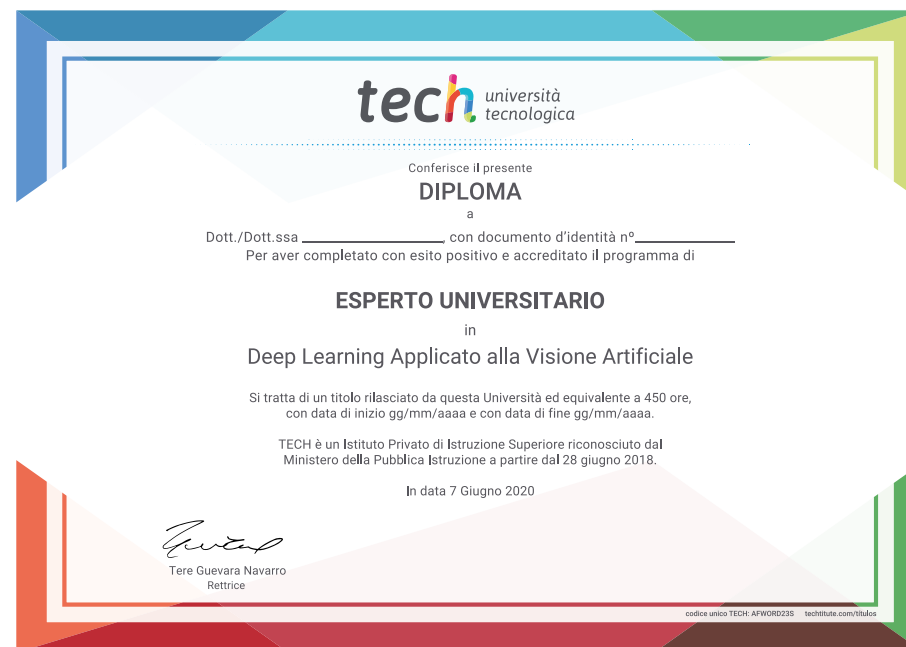 tech università
tecnologica
Conferisce il presente
DIPLOMA
a
Dott./Dott.ssa ____________________, con documento d'identità nº______________
Per aver completato con esito positivo e accreditato il programma di
ESPERTO UNIVERSITARIO
in
Deep Learning Applicato alla Visione Artificiale
Si tratta di un titolo rilasciato da questa Università ed equivalente a 450 ore,
con data di inizio gg/mm/aaaa e con data di fine gg/mm/aaaa.
TECH è un Istituto Privato di Istruzione Superiore riconosciuto dal
Ministero della Pubblica Istruzione a partire dal 28 giugno 2018.
In data 7 Giugno 2020
Tere Guevara Navarro
Rettrice
codice unico TECH: AFWORD23S techtitute.com/títulos